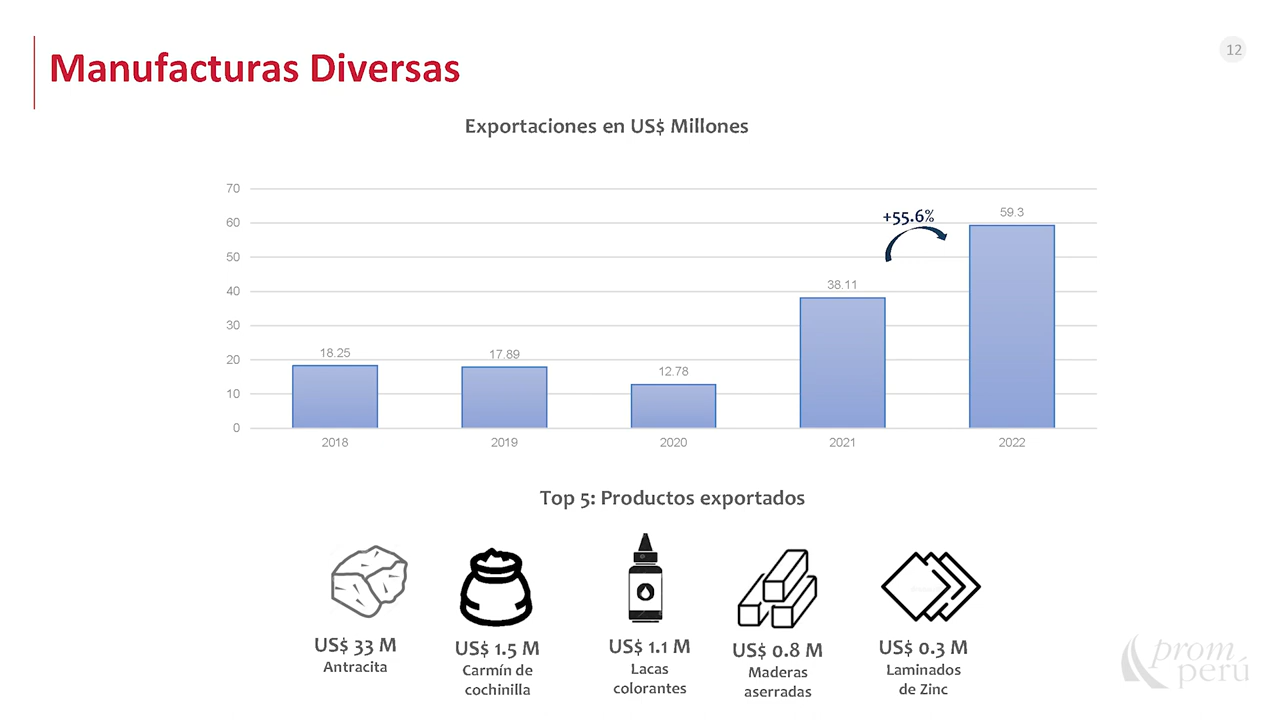 Manufacturas Diversas
12
Exportaciones en US$ Millones
70
60
50
40
30
20
10
0
18.25
17.89
12.78
38.11
+55.6%
59.3
2018
2019
2020
2021
2022
Top 5: Productos exportados
US$ 33 M
Antracita
US$ 1.5 M
Carmín de
cochinilla
US$ 1.1 M
Lacas
colorantes
US$ 0.8 M
Maderas
aserradas
US$ 0.3 M
Laminados
de Zinc
prom
perú